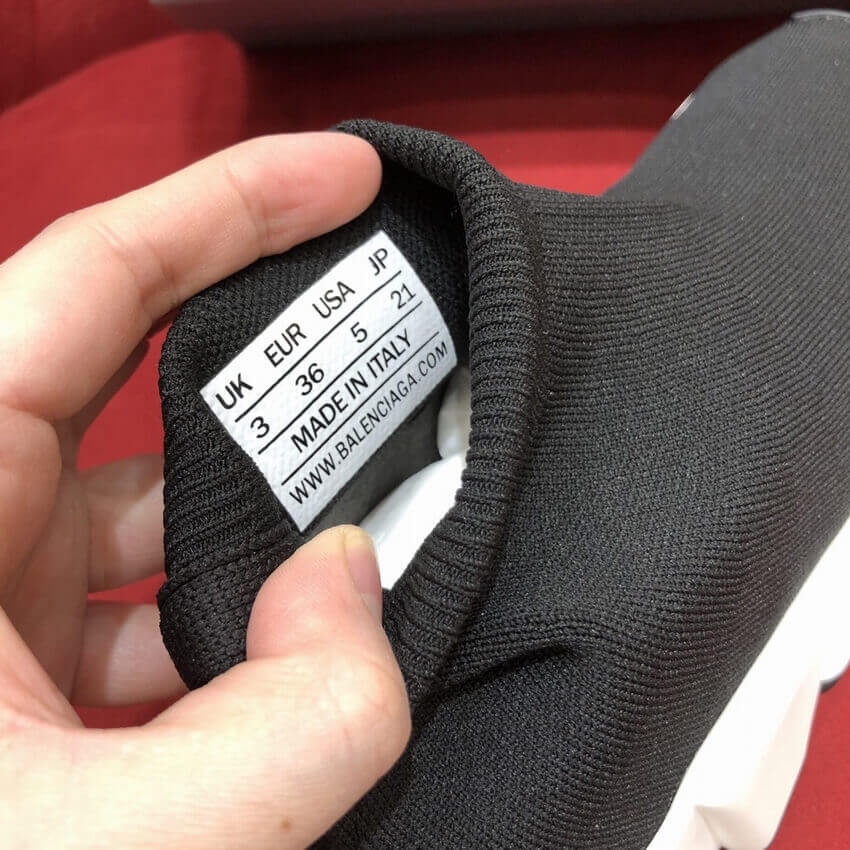 UK EUR USA JP
3 36 5 21
MADE IN ITALY
WWW.BALENCIAGA.COM